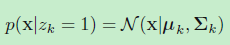 p(x|z_k = 1) = 𝒩(x|μ_k, Σ_k)